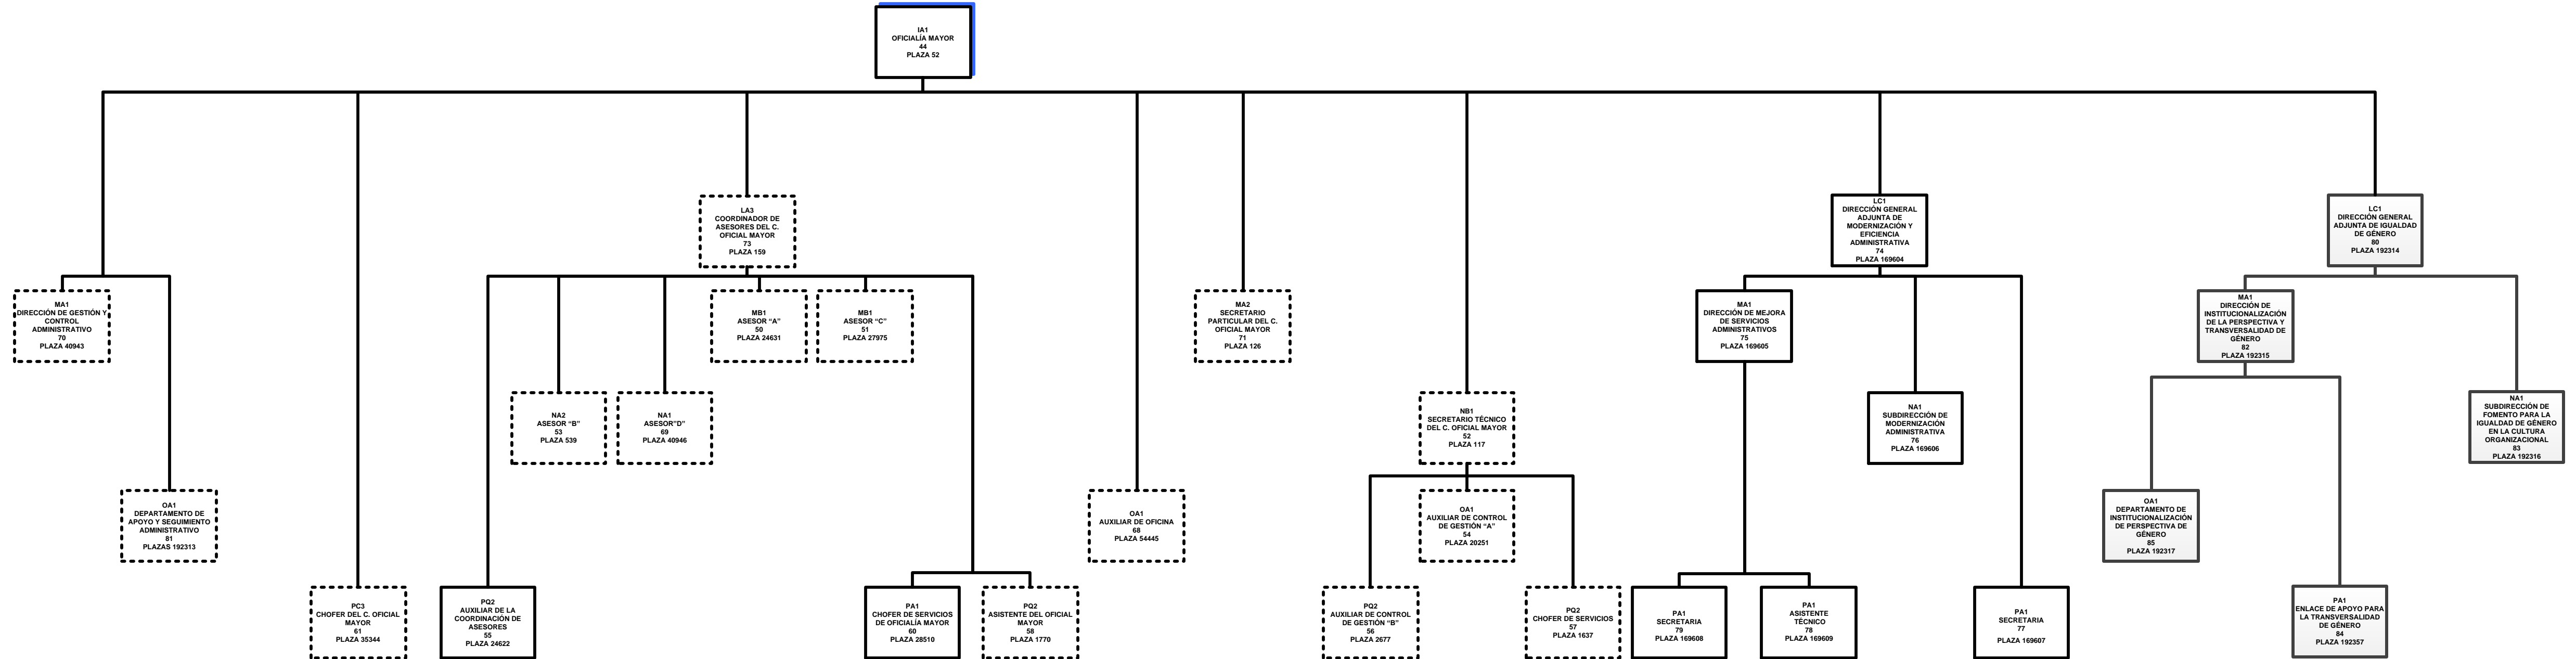 IA1
OFICIALÍA MAYOR
44
PLAZA 52
LA3
COORDINADOR DE
ASESORES DEL C.
OFICIAL MAYOR
73
PLAZA 159
LC1
DIRECCIÓN GENERAL
ADJUNTA DE
MODERNIZACIÓN Y
EFICIENCIA
ADMINISTRATIVA
74
PLAZA 169604
LC1
DIRECCIÓN GENERAL
ADJUNTA DE IGUALDAD
DE GÉNERO
80
PLAZA 192314
MA1
DIRECCIÓN DE GESTIÓN Y
CONTROL
ADMINISTRATIVO
70
PLAZA 40943
MB1
ASESOR “A”
50
PLAZA 24631
MB1
ASESOR “C”
51
PLAZA 27975
MA2
SECRETARIO
PARTICULAR DEL C.
OFICIAL MAYOR
71
PLAZA 126
MA1
DIRECCIÓN DE MEJORA
DE SERVICIOS
ADMINISTRATIVOS
75
PLAZA 169605
MA1
DIRECCIÓN DE
INSTITUCIONALIZACIÓN
DE LA PERSPECTIVA Y
TRANSVERSALIDAD DE
GÉNERO
82
PLAZA 192315
NA2
ASESOR “B”
53
PLAZA 539
NA1
ASESOR”D”
69
PLAZA 40946
NB1
SECRETARIO TÉCNICO
DEL C. OFICIAL MAYOR
52
PLAZA 117
NA1
SUBDIRECCIÓN DE
MODERNIZACIÓN
ADMINISTRATIVA
76
PLAZA 169606
NA1
SUBDIRECCIÓN DE
FOMENTO PARA LA
IGUALDAD DE GÉNERO
EN LA CULTURA
ORGANIZACIONAL
83
PLAZA 192316
OA1
DEPARTAMENTO DE
APOYO Y SEGUIMIENTO
ADMINISTRATIVO
81
PLAZAS 192313
OA1
AUXILIAR DE OFICINA
68
PLAZA 54445
OA1
AUXILIAR DE CONTROL
DE GESTIÓN “A”
54
PLAZA 20251
OA1
DEPARTAMENTO DE
INSTITUCIONALIZACIÓN
DE PERSPECTIVA DE
GÉNERO
85
PLAZA 192317
PC3
CHOFER DEL C. OFICIAL
MAYOR
61
PLAZA 35344
PQ2
AUXILIAR DE LA
COORDINACIÓN DE
ASESORES
55
PLAZA 24622
PA1
CHOFER DE SERVICIOS
DE OFICIALÍA MAYOR
60
PLAZA 28510
PQ2
ASISTENTE DEL OFICIAL
MAYOR
58
PLAZA 1770
PQ2
AUXILIAR DE CONTROL
DE GESTIÓN “B”
56
PLAZA 2677
PQ2
CHOFER DE SERVICIOS
57
PLAZA 1637
PA1
SECRETARIA
79
PLAZA 169608
PA1
ASISTENTE
TÉCNICO
78
PLAZA 169609
PA1
SECRETARIA
77
PLAZA 169607
PA1
ENLACE DE APOYO PARA
LA TRANSVERSALIDAD
DE GÉNERO
84
PLAZA 192357